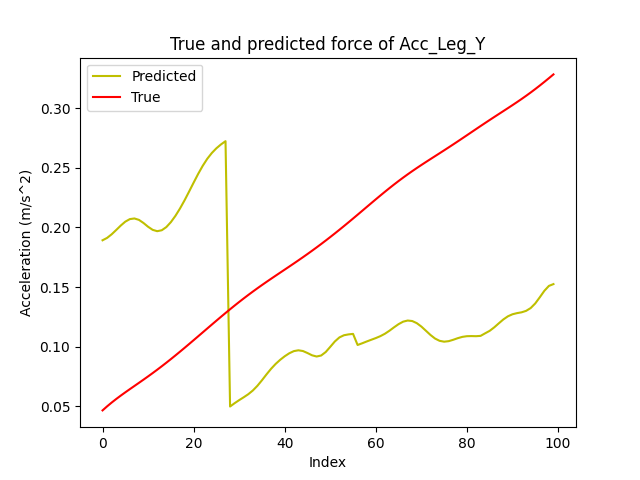 True and predicted force of Acc_Leg_Y
Predicted
True
Acceleration (m/s^2)
0.30
0.25
0.20
0.15
0.10
0.05
0 20 40 60 80 100
Index